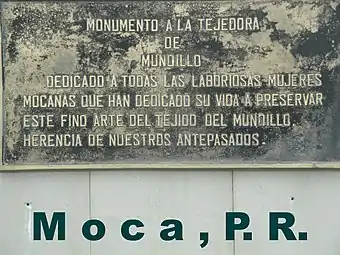 MONUMENTO A LA TEJEDORA
DE
MUNDILLO
DEDICADO A TODAS LAS LABORIOSAS MUJERES
MOCANAS QUE HAN DEDICADO SU VIDA A PRESERVAR
ESTE FINO ARTE DEL TEJIDO DEL MUNDILLO,
HERENCIA DE NUESTROS ANTEPASADOS.
Moca, P.R.